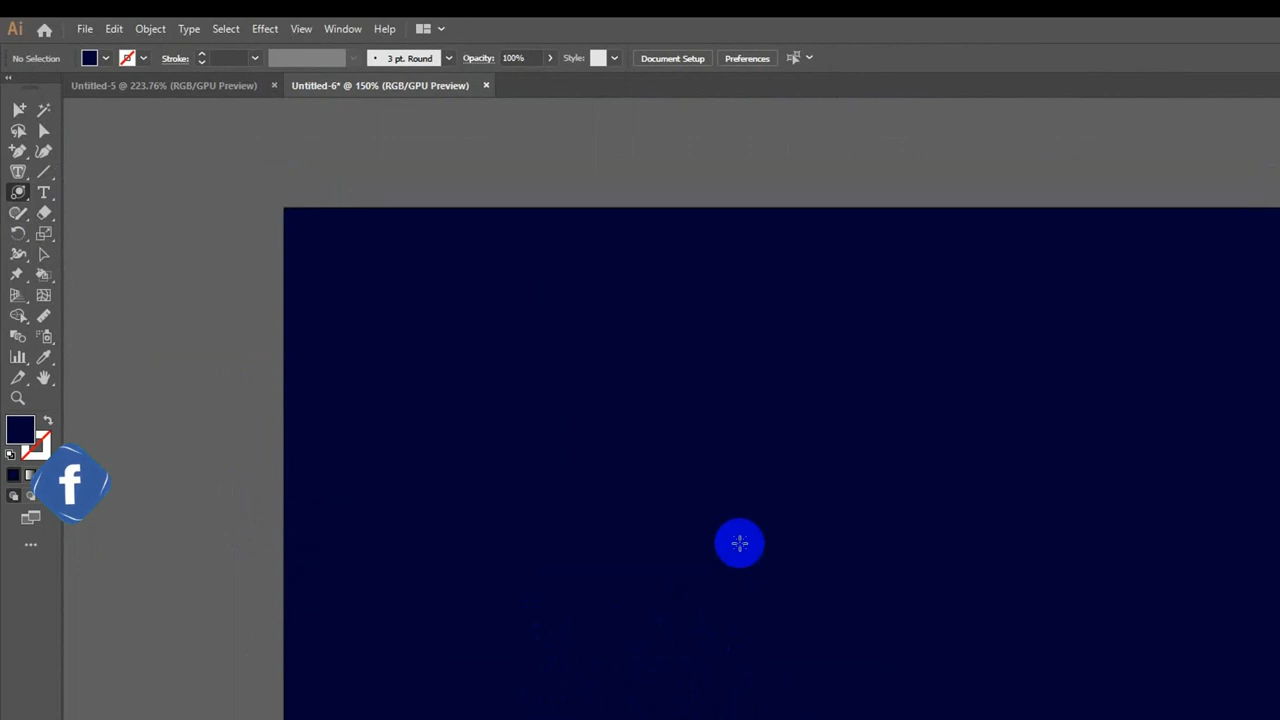 Ai File Edit Object Type Select Effect View Window Help
No Selection Stroke: 3 pt. Round Opacity: 100% Style: Document Setup Preferences
Untitled-5 @ 223.76% (RGB/GPU Preview) × Untitled-6* @ 150% (RGB/GPU Preview) ×
f